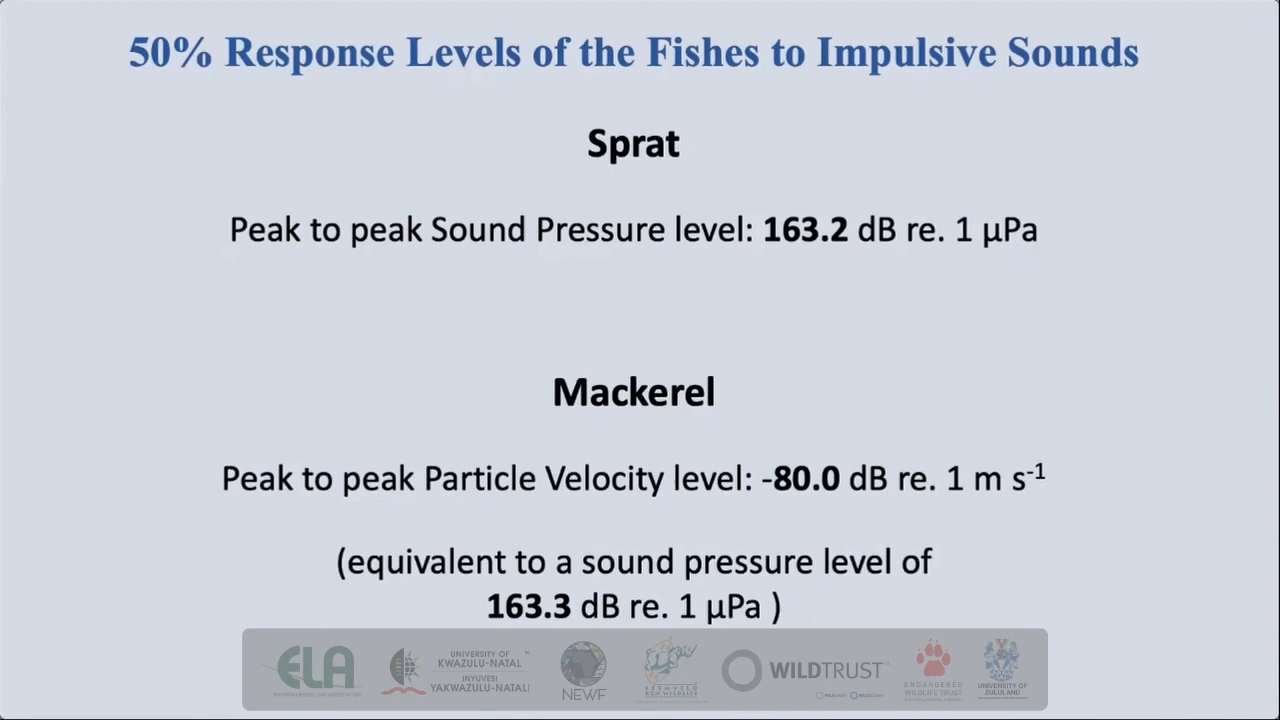 50% Response Levels of the Fishes to Impulsive Sounds
Sprat
Peak to peak Sound Pressure level: 163.2 dB re. 1 µPa
Mackerel
Peak to peak Particle Velocity level: -80.0 dB re. 1 m s⁻¹
(equivalent to a sound pressure level of
163.3 dB re. 1 µPa )
ELA
UNIVERSITY OF
KWAZULU-NATAL
INYUVESI
YAKWAZULU-NATALI
NEWF
WILDTRUST
ENDANGERED
WILDLIFE TRUST
UNIVERSITY OF
ZULULAND